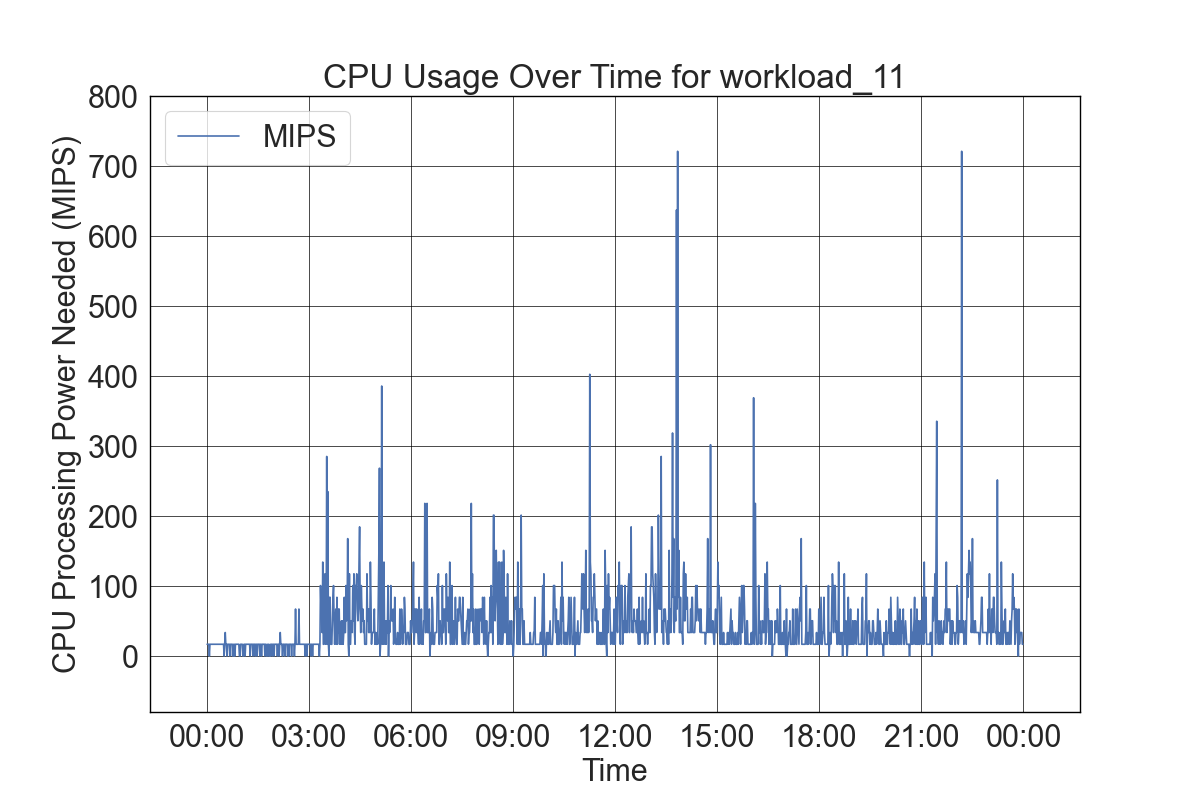 CPU Usage Over Time for workload_11
MIPS
CPU Processing Power Needed (MIPS)
800
700
600
500
400
300
200
100
0
00:00 03:00 06:00 09:00 12:00 15:00 18:00 21:00 00:00
Time